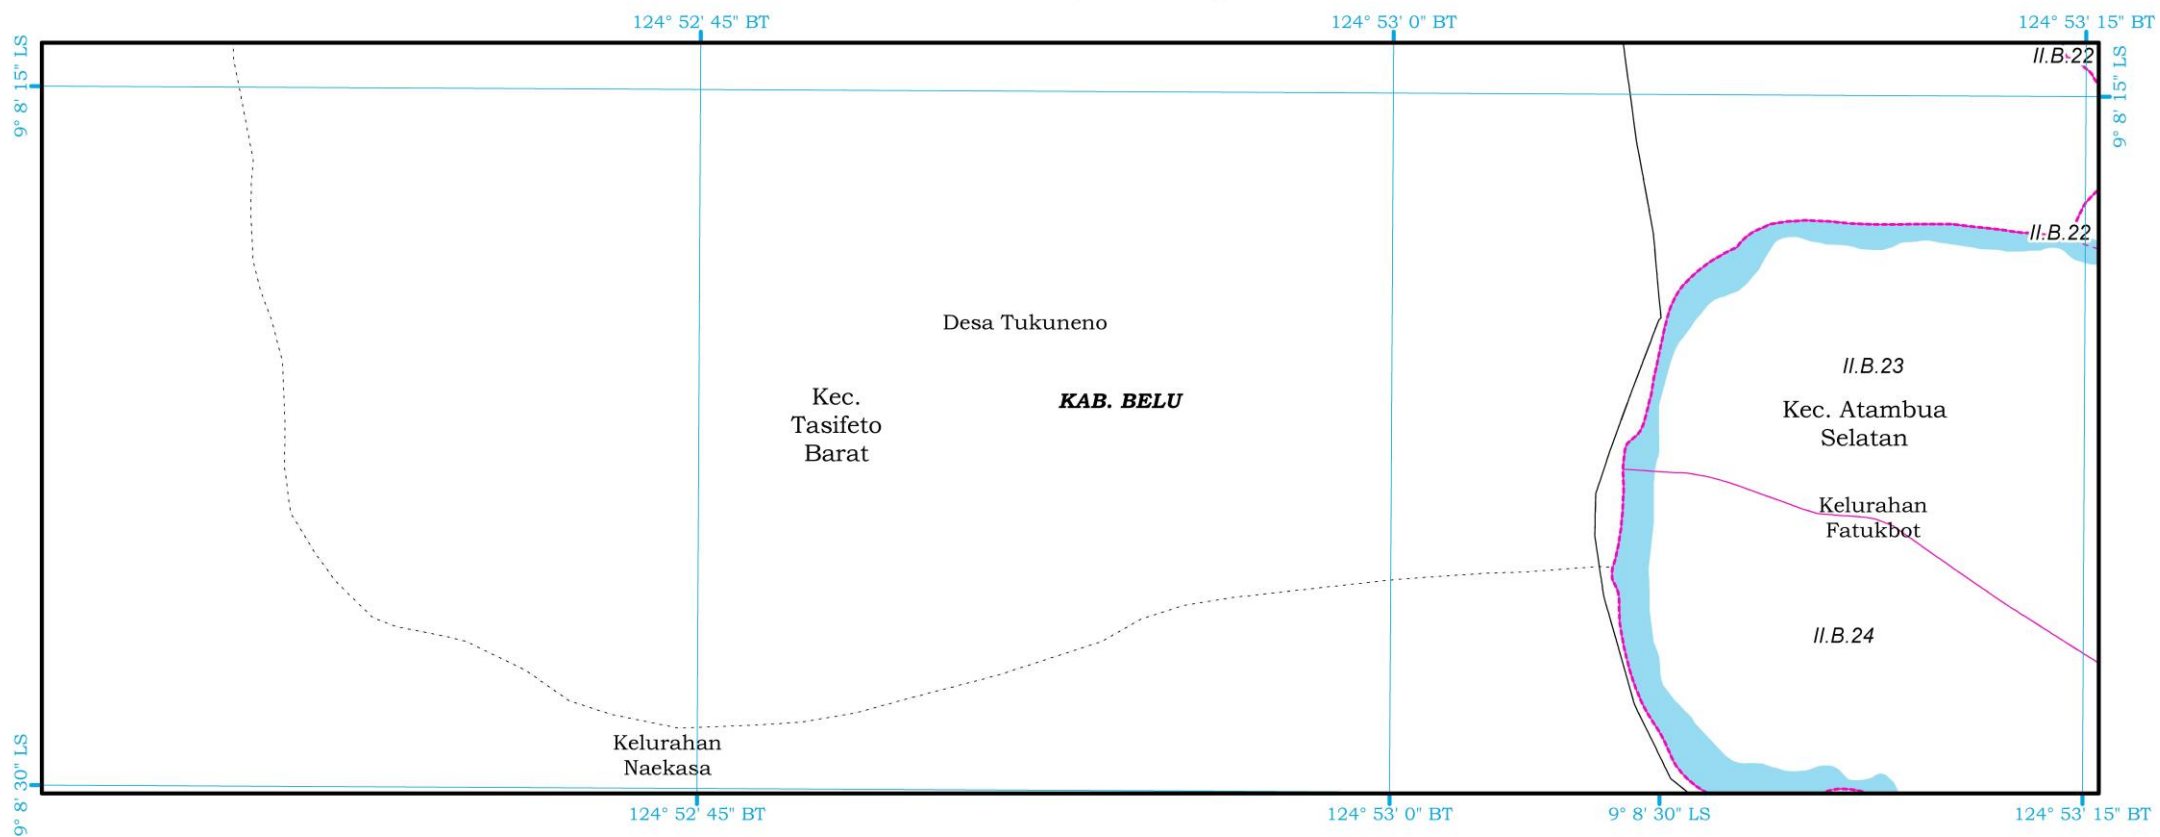 124° 52' 45" BT
124° 53' 0" BT
124° 53' 15" BT
9° 8' 15" LS
9° 8' 15" LS
II.B.22
II.B.22
Desa Tukuneno
II.B.23
Kec.
Tasifeto
Barat
KAB. BELU
Kec. Atambua
Selatan
Kelurahan
Fatukbot
II.B.24
Kelurahan
Naekasa
9° 8' 30" LS
124° 52' 45" BT
124° 53' 0" BT
9° 8' 30" LS
124° 53' 15" BT